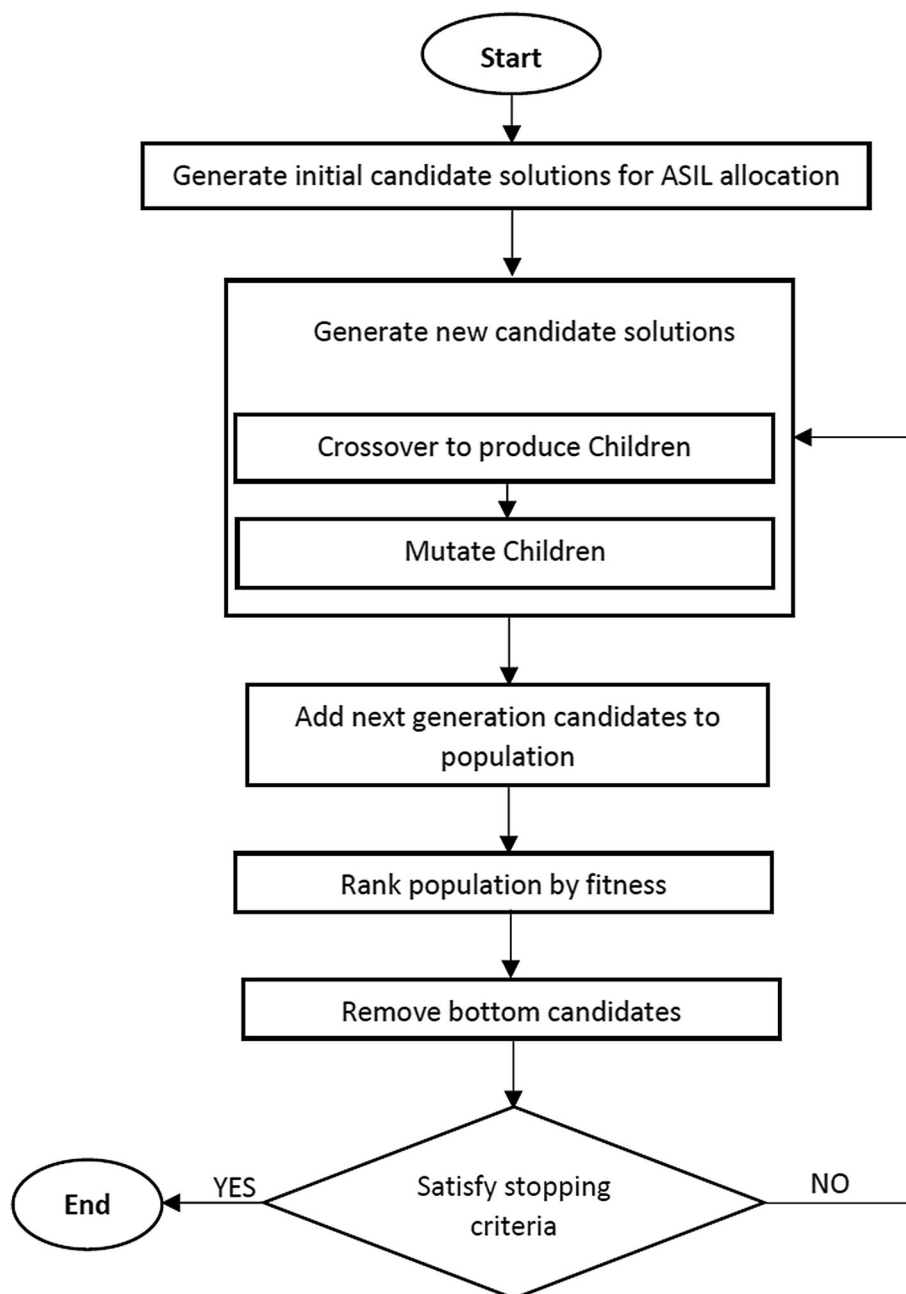 Start
Generate initial candidate solutions for ASIL allocation
Generate new candidate solutions
Crossover to produce Children
Mutate Children
Add next generation candidates to
population
Rank population by fitness
Remove bottom candidates
Satisfy stopping
criteria
YES
NO
End